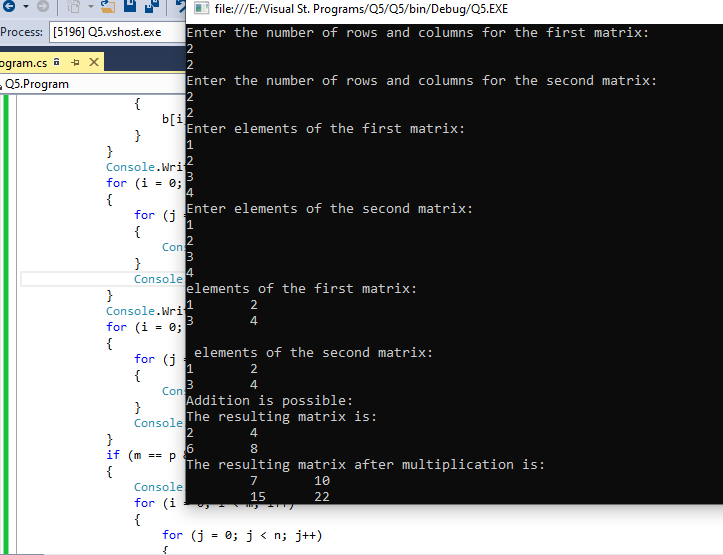 Process: [5196] Q5.vshost.exe
ogram.cs
Q5.Program
{
b[i
}
}
Console.Wri
for (i = 0;
{
for (j
{
Con
}
Console
}
Console.Wri
for (i = 0;
{
for (j
{
Con
}
Console
}
if (m == p
{
Console
for (i = 0; i < m; i++)
{
for (j = 0; j < n; j++)
{
file:///E:/Visual St. Programs/Q5/Q5/bin/Debug/Q5.EXE
Enter the number of rows and columns for the first matrix:
2
2
Enter the number of rows and columns for the second matrix:
2
2
Enter elements of the first matrix:
1
2
3
4
Enter elements of the second matrix:
1
2
3
4
elements of the first matrix:
1 2
3 4
elements of the second matrix:
1 2
3 4
Addition is possible:
The resulting matrix is:
2 4
6 8
The resulting matrix after multiplication is:
7 10
15 22